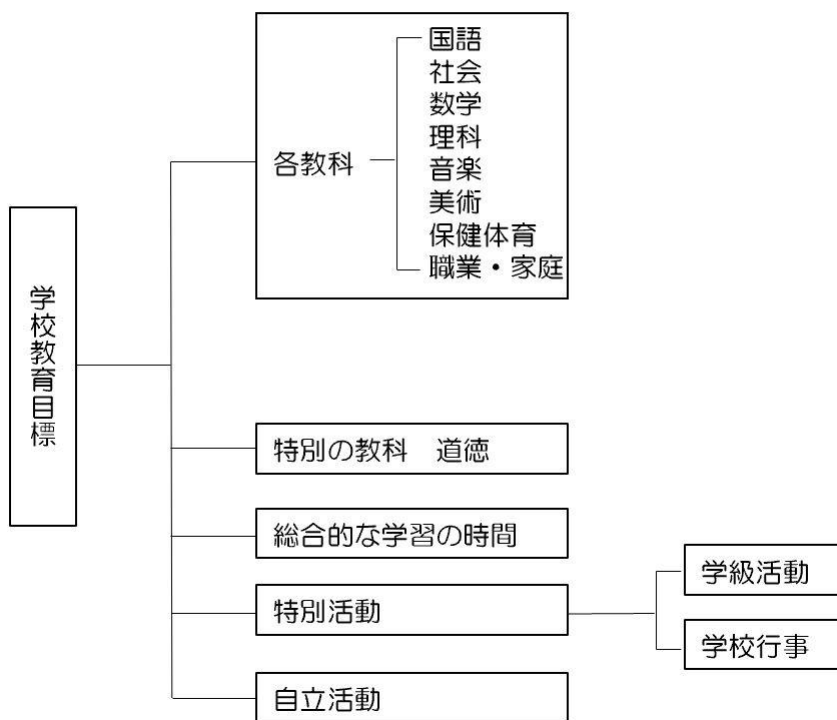 学校教育目標
各教科
国語
社会
数学
理科
音楽
美術
保健体育
職業・家庭
特別の教科　道徳
総合的な学習の時間
特別活動
学級活動
学校行事
自立活動